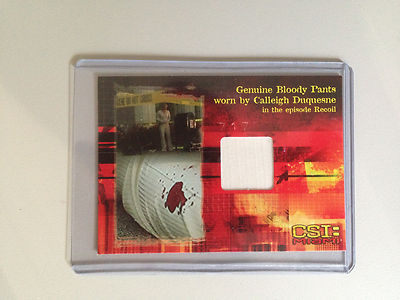 Genuine Bloody Pants
worn by Calleigh Duquesne
in the episode Recoil
CSI:
MIAMI